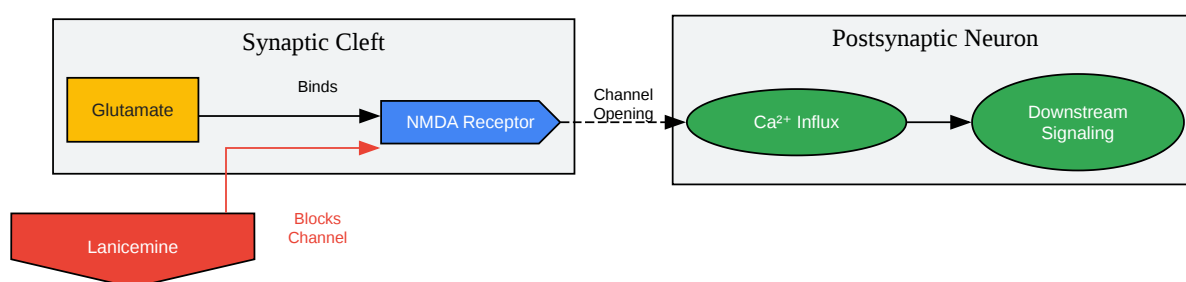 Synaptic Cleft
Postsynaptic Neuron
Glutamate
Binds
NMDA Receptor
Channel
Opening
Ca²⁺ Influx
Downstream
Signaling
Blocks
Channel
Lanicemine